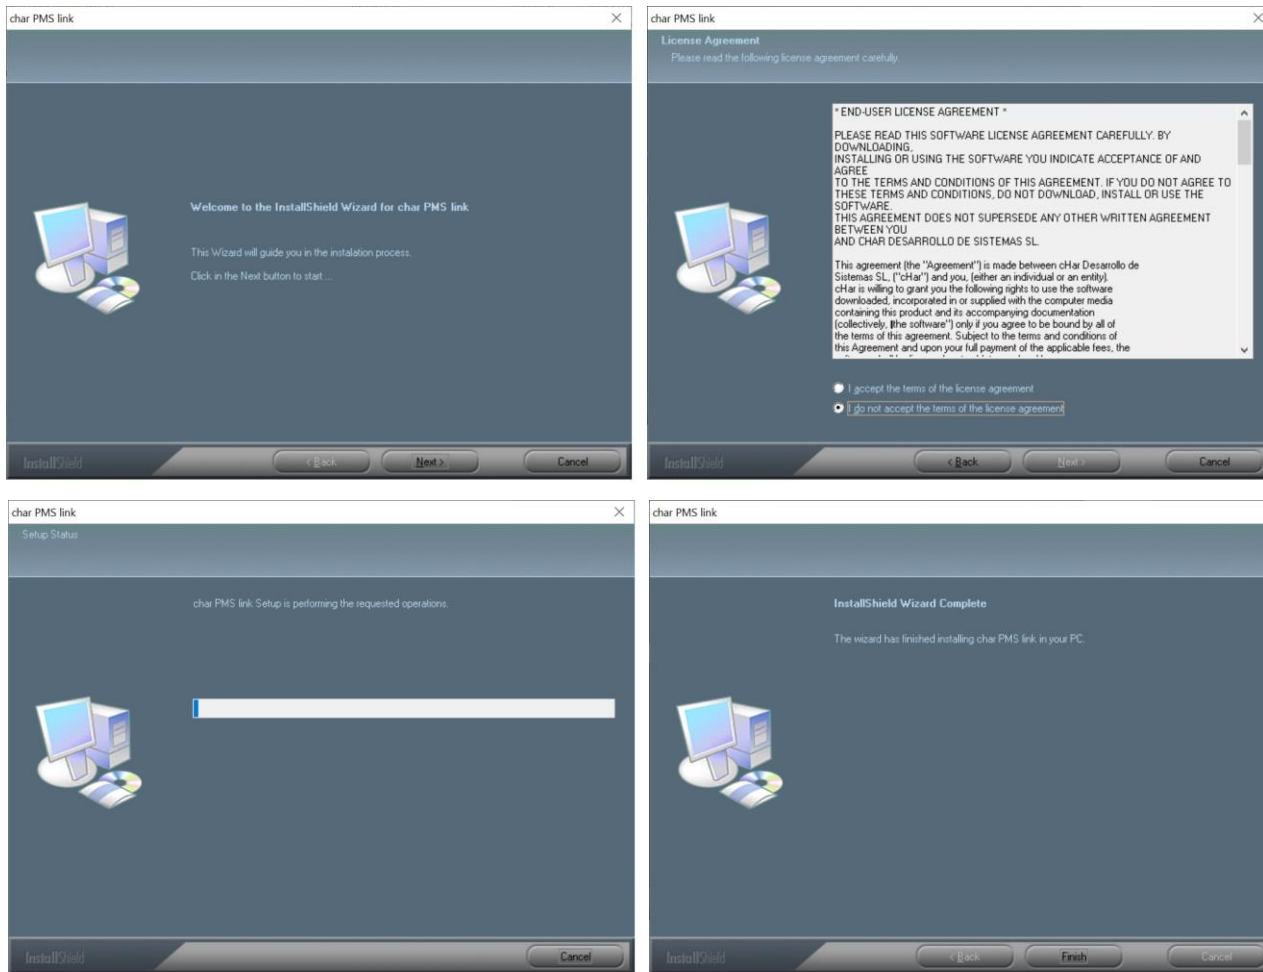 char PMS link
Welcome to the InstallShield Wizard for char PMS link
This Wizard will guide you in the instalation process.
Click in the Next button to start ...
InstallShield
< Back
Next >
Cancel
char PMS link
License Agreement
Please read the following license agreement carefully.
* END-USER LICENSE AGREEMENT *
PLEASE READ THIS SOFTWARE LICENSE AGREEMENT CAREFULLY. BY
DOWNLOADING,
INSTALLING OR USING THE SOFTWARE YOU INDICATE ACCEPTANCE OF AND
AGREE
TO THE TERMS AND CONDITIONS OF THIS AGREEMENT. IF YOU DO NOT AGREE TO
THESE TERMS AND CONDITIONS, DO NOT DOWNLOAD, INSTALL OR USE THE
SOFTWARE.
THIS AGREEMENT DOES NOT SUPERSEDE ANY OTHER WRITTEN AGREEMENT
BETWEEN YOU
AND CHAR DESARROLLO DE SISTEMAS SL.
This agreement (the "Agreement") is made between cHar Desarrollo de
Sistemas SL, ("cHar") and you, (either an individual or an entity).
cHar is willing to grant you the following rights to use the software
downloaded, incorporated in or supplied with the computer media
containing this product and its accompanying documentation
(collectively, "the software") only if you agree to be bound by all of
the terms of this agreement. Subject to the terms and conditions of
this Agreement and upon your full payment of the applicable fees, the
I accept the terms of the license agreement
I do not accept the terms of the license agreement
InstallShield
< Back
Next >
Cancel
char PMS link
Setup Status
char PMS link Setup is performing the requested operations.
InstallShield
Cancel
char PMS link
InstallShield Wizard Complete
The wizard has finished installing char PMS link in your PC.
InstallShield
< Back
Finish
Cancel